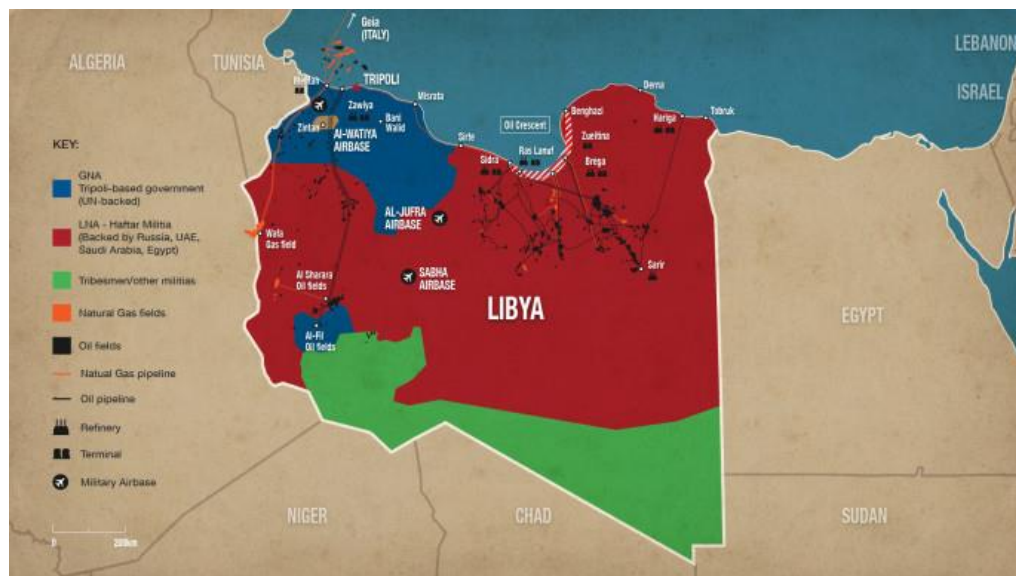 Gela
(ITALY)
ALGERIA
TUNISIA
LEBANON
ISRAEL
TRIPOLI
Zawiya
Misrata
Bani
Walid
Zintan
Al-WATIYA
AIRBASE
Derna
Tobruk
Benghazi
Hariga
Oil Crescent
Zueitina
Sirte
Sidra
Ras Lanuf
Brega
KEY:
GNA
Tripoli-based government
(UN-backed)
LNA - Haftar Militia
(Backed by Russia, UAE,
Saudi Arabia, Egypt)
Tribesmen/other militias
Natural Gas fields
Oil fields
Natual Gas pipeline
Oil pipeline
Refinery
Terminal
Military Airbase
0 200km
AL-JUFRA
AIRBASE
Wafa
Gas field
Al Sharara
Oil fields
SABHA
AIRBASE
Sarir
LIBYA
EGYPT
Al-Fil
Oil fields
NIGER
CHAD
SUDAN